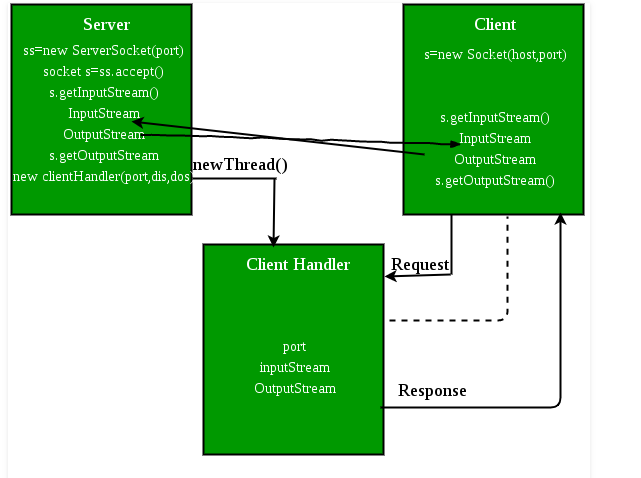 Server
ss=new ServerSocket(port)
socket s=ss.accept()
s.getInputStream()
InputStream
OutputStream
s.getOutputStream
new clientHandler(port,dis,dos)
Client
s=new Socket(host,port)
s.getInputStream()
InputStream
OutputStream
s.getOutputStream()
newThread()
Client Handler
port
inputStream
OutputStream
Request
Response